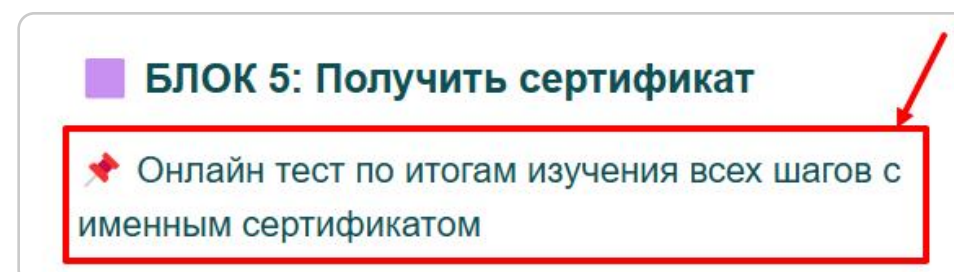 БЛОК 5: Получить сертификат
Онлайн тест по итогам изучения всех шагов с
именным сертификатом